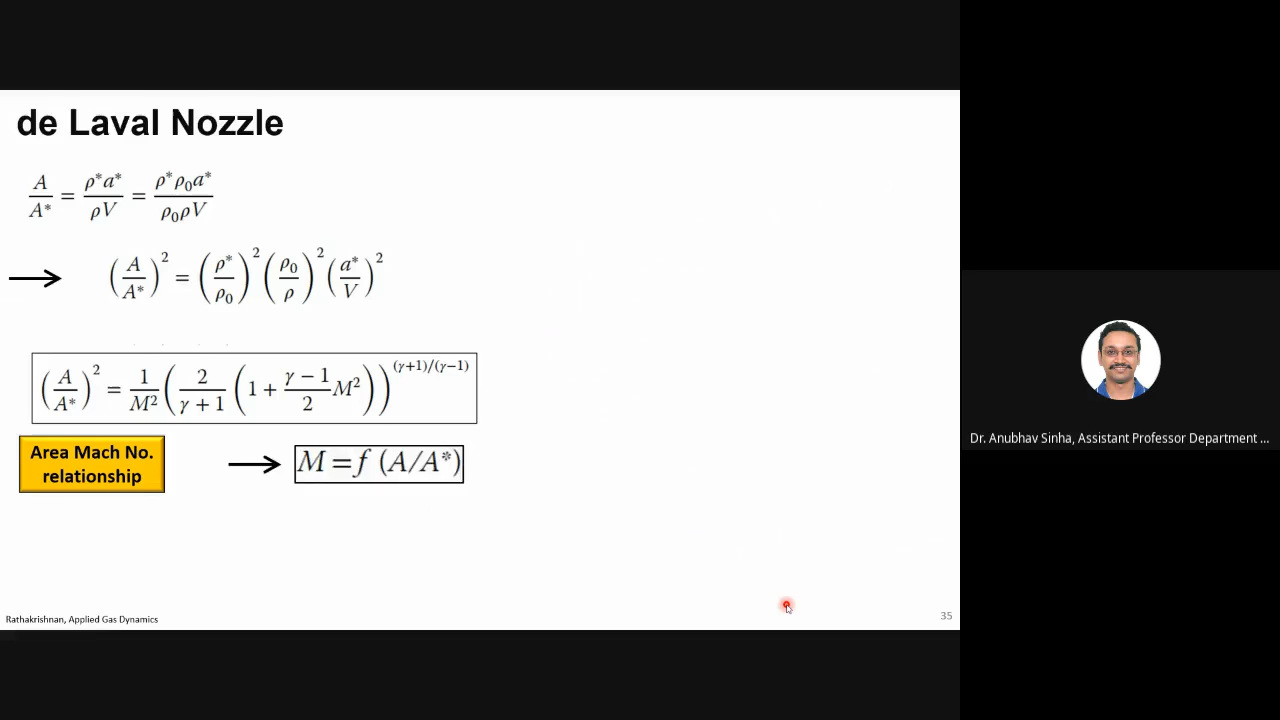 de Laval Nozzle
A/A* = ρ*a*/ρV = ρ*ρ₀a*/ρ₀ρV
→ (A/A*)² = (ρ*/ρ₀)² (ρ₀/ρ)² (a*/V)²
(A/A*)² = 1/M² (2/(γ + 1) (1 + (γ − 1)/2 M²))^((γ+1)/(γ−1))
Area Mach No.
relationship
→ M = f (A/A*)
Rathakrishnan, Applied Gas Dynamics
35
Dr. Anubhav Sinha, Assistant Professor Department ...